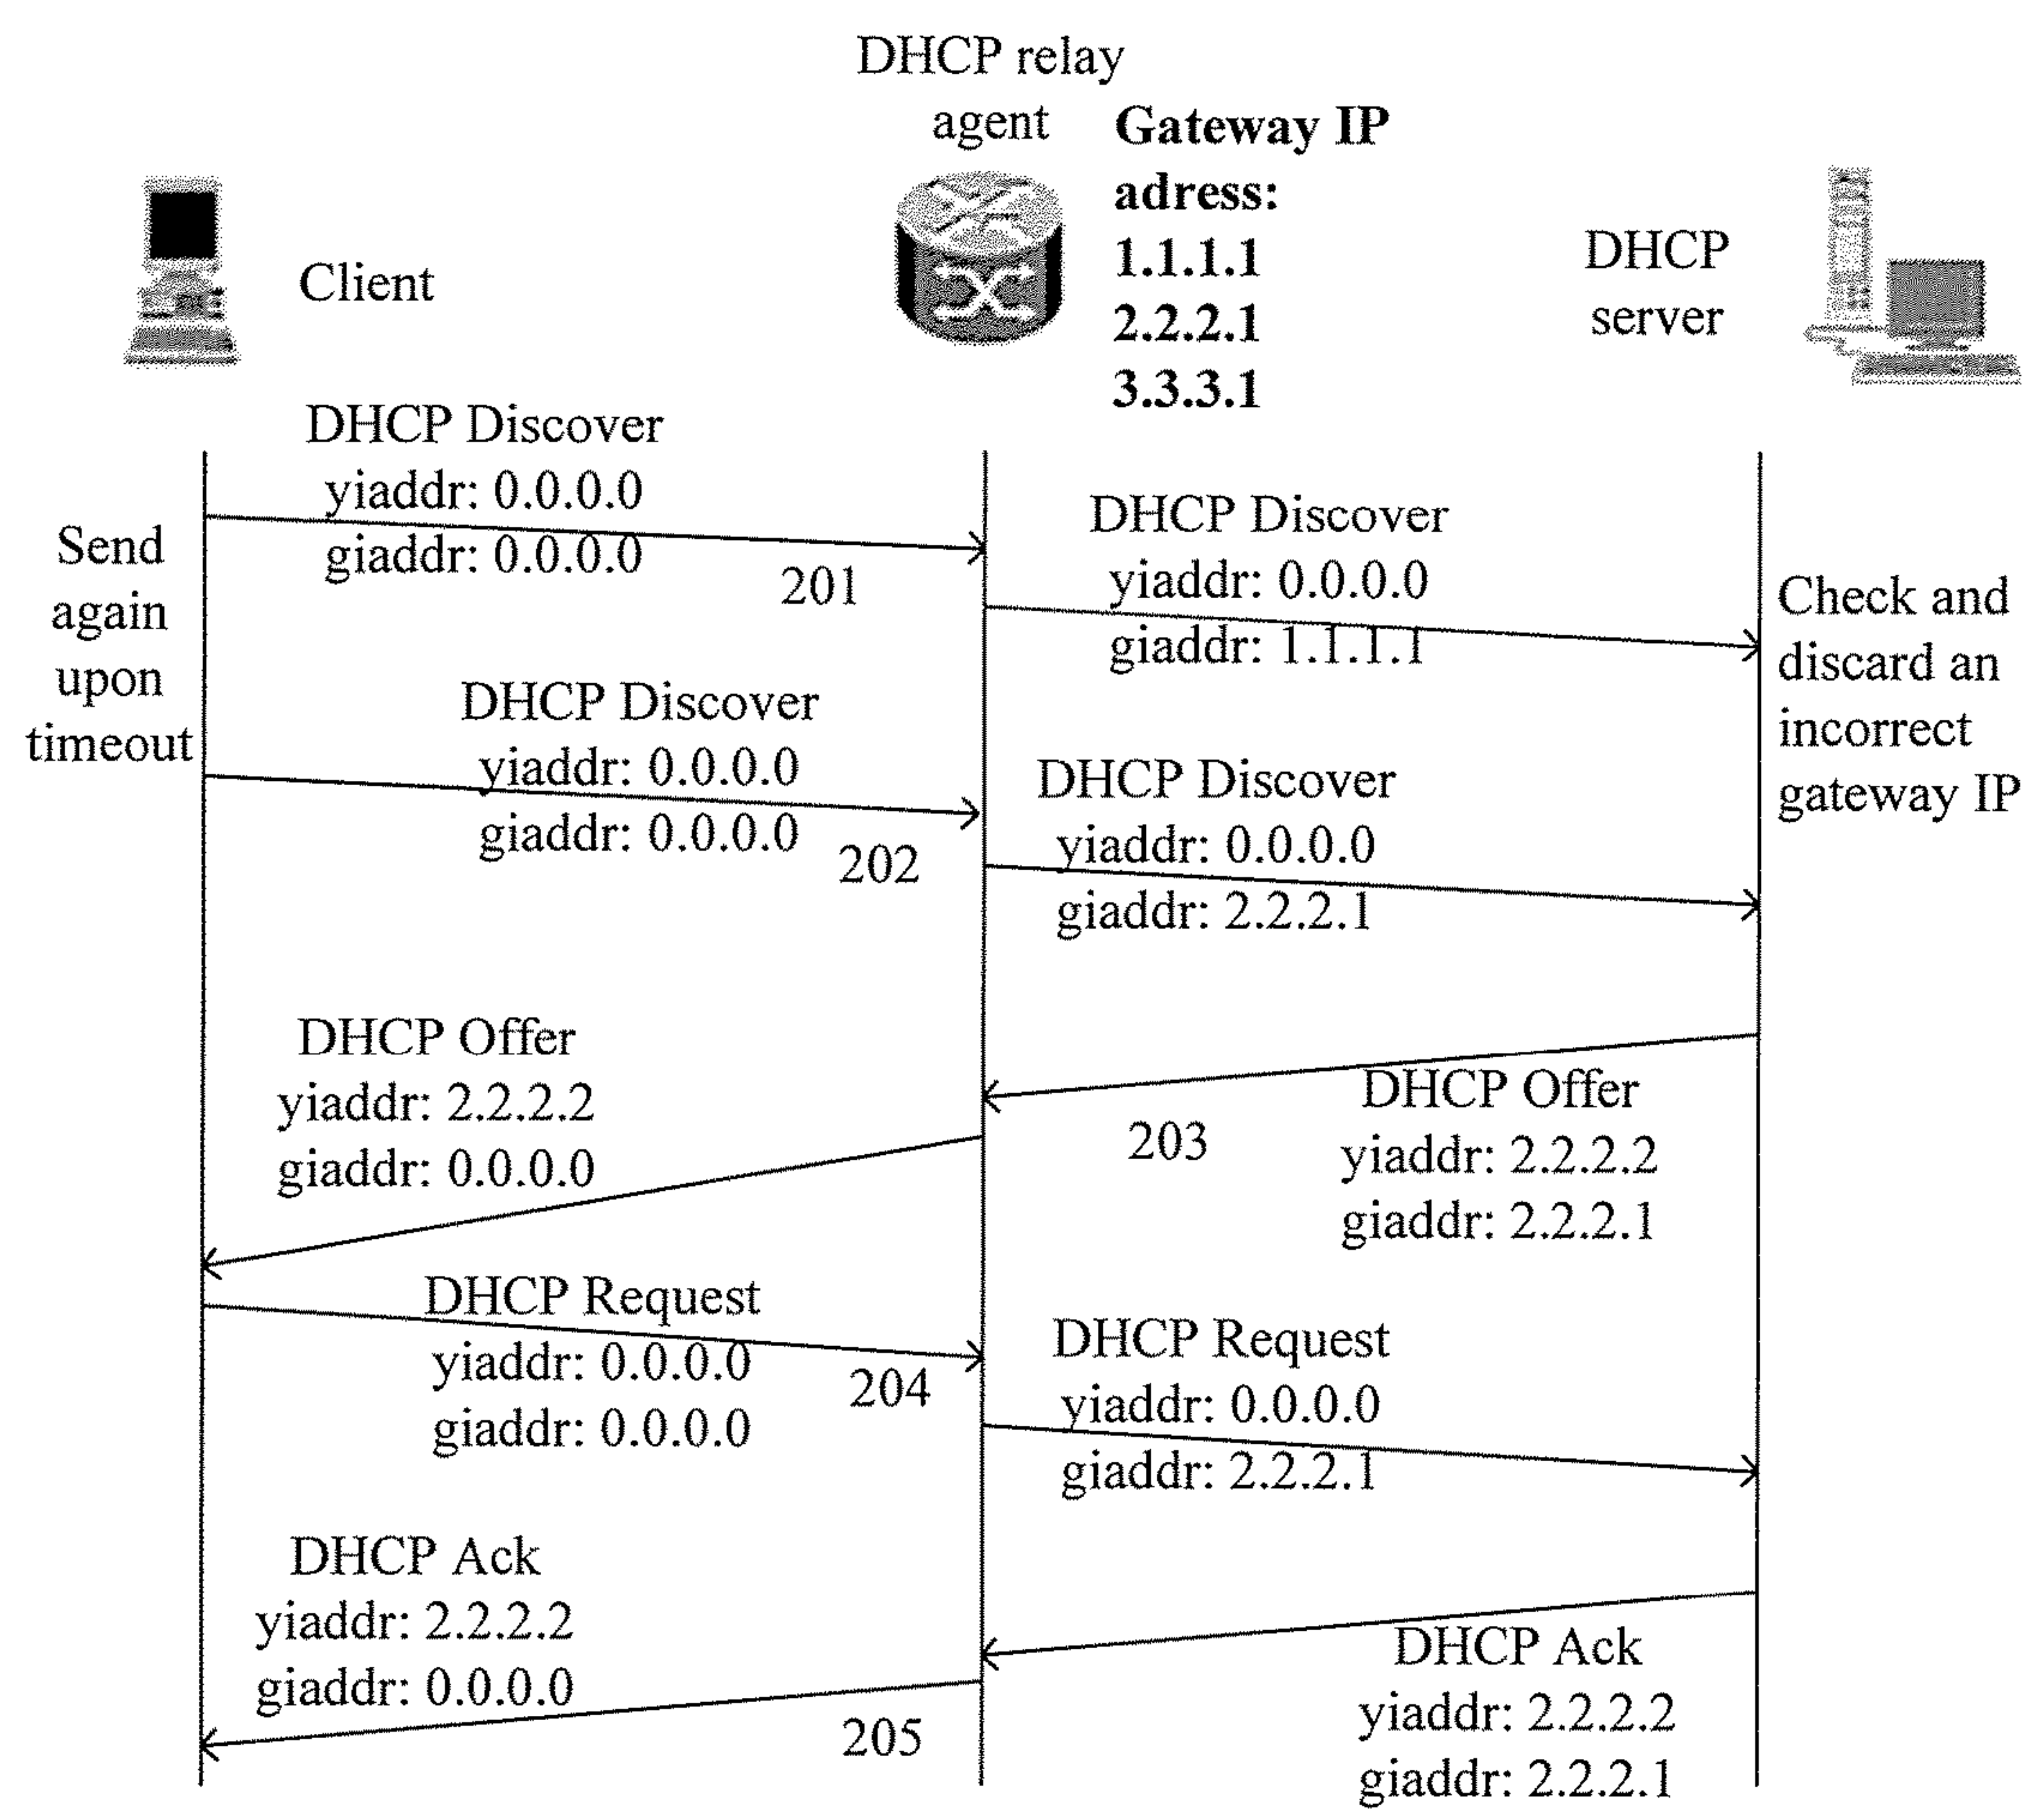 DHCP relay
agent
Gateway IP
adress:
1.1.1.1
2.2.2.1
3.3.3.1
Client
DHCP
server
DHCP Discover
yiaddr: 0.0.0.0
giaddr: 0.0.0.0
201
Send
again
upon
timeout
DHCP Discover
yiaddr: 0.0.0.0
giaddr: 1.1.1.1
Check and
discard an
incorrect
gateway IP
DHCP Discover
yiaddr: 0.0.0.0
giaddr: 0.0.0.0
202
DHCP Discover
yiaddr: 0.0.0.0
giaddr: 2.2.2.1
DHCP Offer
yiaddr: 2.2.2.2
giaddr: 0.0.0.0
203
DHCP Offer
yiaddr: 2.2.2.2
giaddr: 2.2.2.1
DHCP Request
yiaddr: 0.0.0.0
giaddr: 0.0.0.0
204
DHCP Request
yiaddr: 0.0.0.0
giaddr: 2.2.2.1
DHCP Ack
yiaddr: 2.2.2.2
giaddr: 0.0.0.0
205
DHCP Ack
yiaddr: 2.2.2.2
giaddr: 2.2.2.1